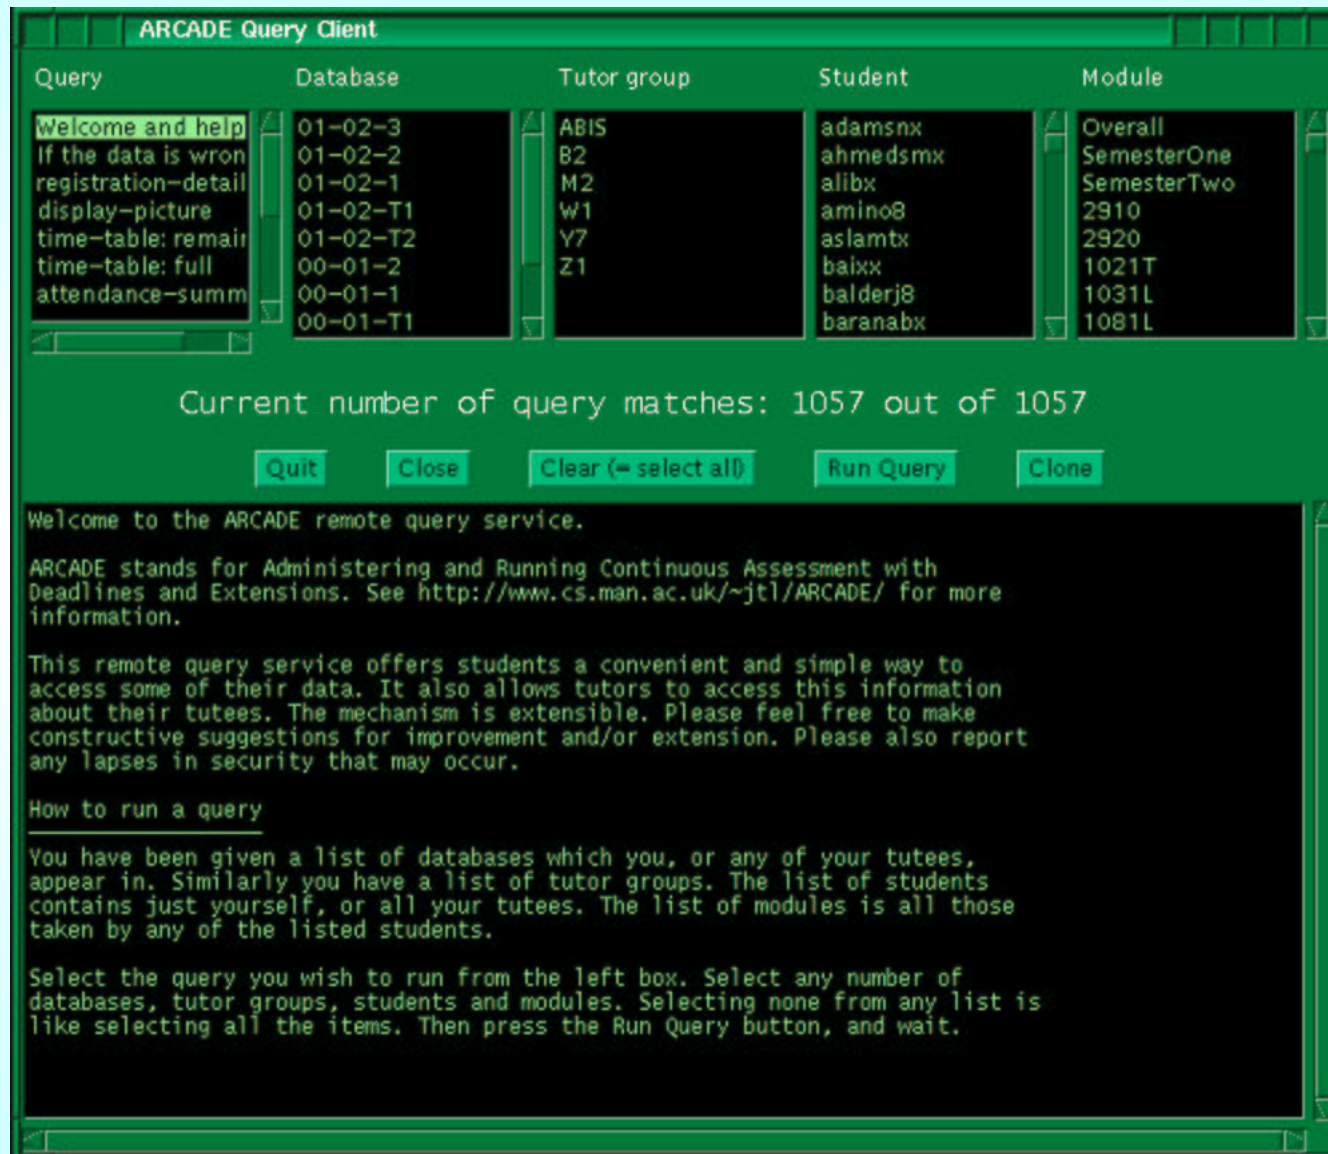 ARCADE Query Client
Query Database Tutor group Student Module
Welcome and help 01-02-3 ABIS adamsnx Overall
If the data is wron 01-02-2 B2 ahmedsmx SemesterOne
registration-detail 01-02-1 M2 alibx SemesterTwo
display-picture 01-02-T1 W1 amino8 2910
time-table: remain 01-02-T2 Y7 aslamtx 2920
time-table: full 00-01-2 Z1 baixx 1021T
attendance-summ 00-01-1 balderj8 1031L
00-01-T1 baranabx 1081L
Current number of query matches: 1057 out of 1057
Quit Close Clear (= select all) Run Query Clone
Welcome to the ARCADE remote query service.
ARCADE stands for Administering and Running Continuous Assessment with
Deadlines and Extensions. See http://www.cs.man.ac.uk/~jtl/ARCADE/ for more
information.
This remote query service offers students a convenient and simple way to
access some of their data. It also allows tutors to access this information
about their tutees. The mechanism is extensible. Please feel free to make
constructive suggestions for improvement and/or extension. Please also report
any lapses in security that may occur.
How to run a query
You have been given a list of databases which you, or any of your tutees,
appear in. Similarly you have a list of tutor groups. The list of students
contains just yourself, or all your tutees. The list of modules is all those
taken by any of the listed students.
Select the query you wish to run from the left box. Select any number of
databases, tutor groups, students and modules. Selecting none from any list is
like selecting all the items. Then press the Run Query button, and wait.